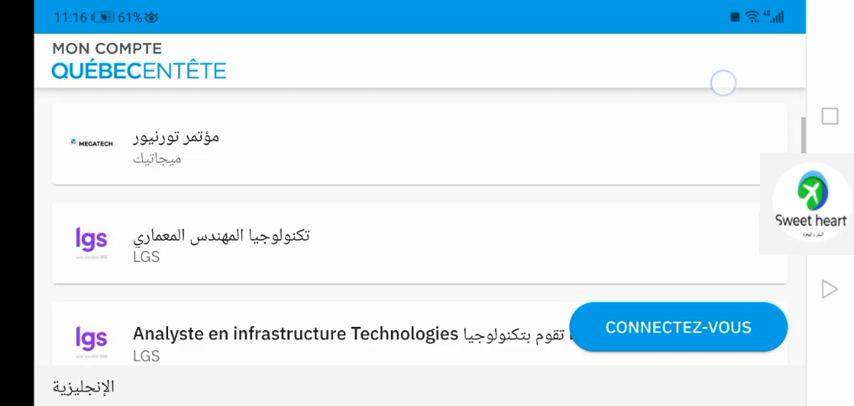 11:16 61%
MON COMPTE
QUÉBECENTÊTE
MEGATECH
مؤتمر تورنيور
ميجاتيك
lgs
تكنولوجيا المهندس المعماري
LGS
Sweet heart
lgs
Analyste en infrastructure Technologies تقوم بتكنولوجيا
LGS
CONNECTEZ-VOUS
الإنجليزية